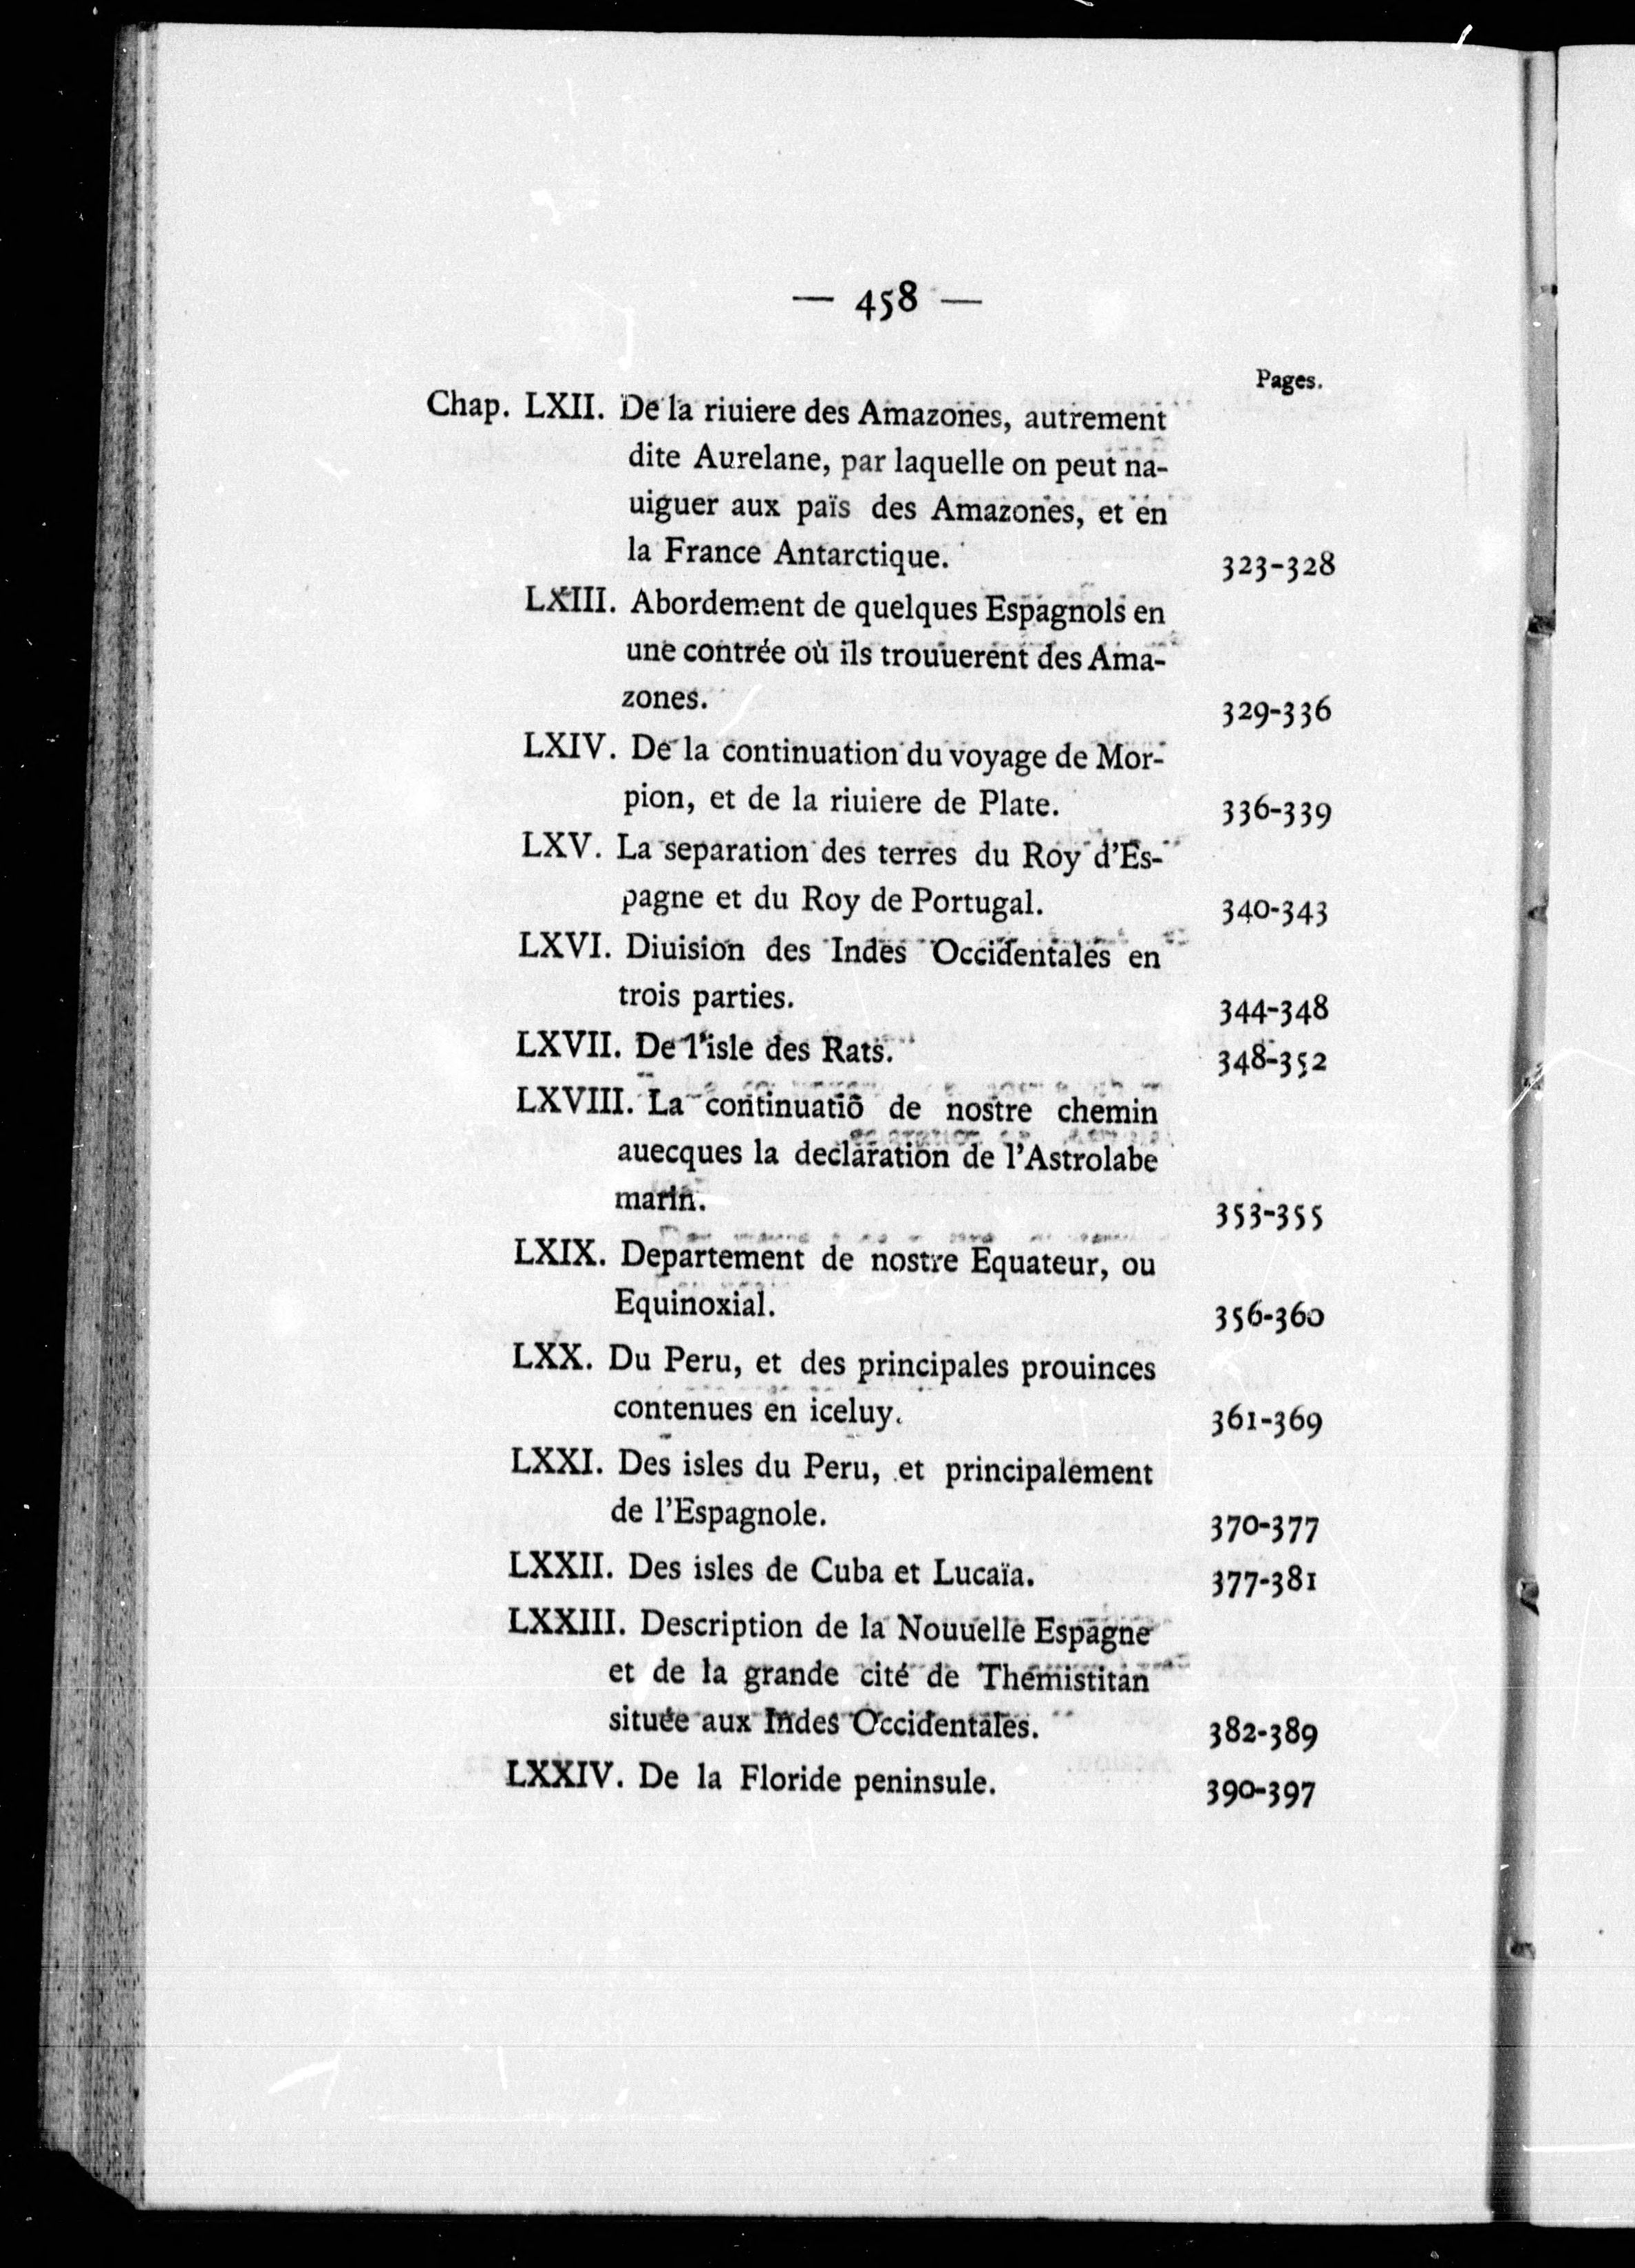 — 458 —
Pages.
Chap. LXII. De la riuiere des Amazones, autrement
dite Aurelane, par laquelle on peut na-
uiguer aux païs des Amazones, et en
la France Antarctique. 323-328
LXIII. Abordement de quelques Espagnols en
une contrée où ils trouuerent des Ama-
zones. 329-336
LXIV. De la continuation du voyage de Mor-
pion, et de la riuiere de Plate. 336-339
LXV. La separation des terres du Roy d'Es-
pagne et du Roy de Portugal. 340-343
LXVI. Diuision des Indes Occidentales en
trois parties. 344-348
LXVII. De l'isle des Rats. 348-352
LXVIII. La continuatiõ de nostre chemin
auecques la declaration de l'Astrolabe
marin. 353-355
LXIX. Departement de nostre Equateur, ou
Equinoxial. 356-360
LXX. Du Peru, et des principales prouinces
contenues en iceluy. 361-369
LXXI. Des isles du Peru, et principalement
de l'Espagnole. 370-377
LXXII. Des isles de Cuba et Lucaïa. 377-381
LXXIII. Description de la Nouuelle Espagne
et de la grande cité de Themistitan
située aux Indes Occidentales. 382-389
LXXIV. De la Floride peninsule. 390-397